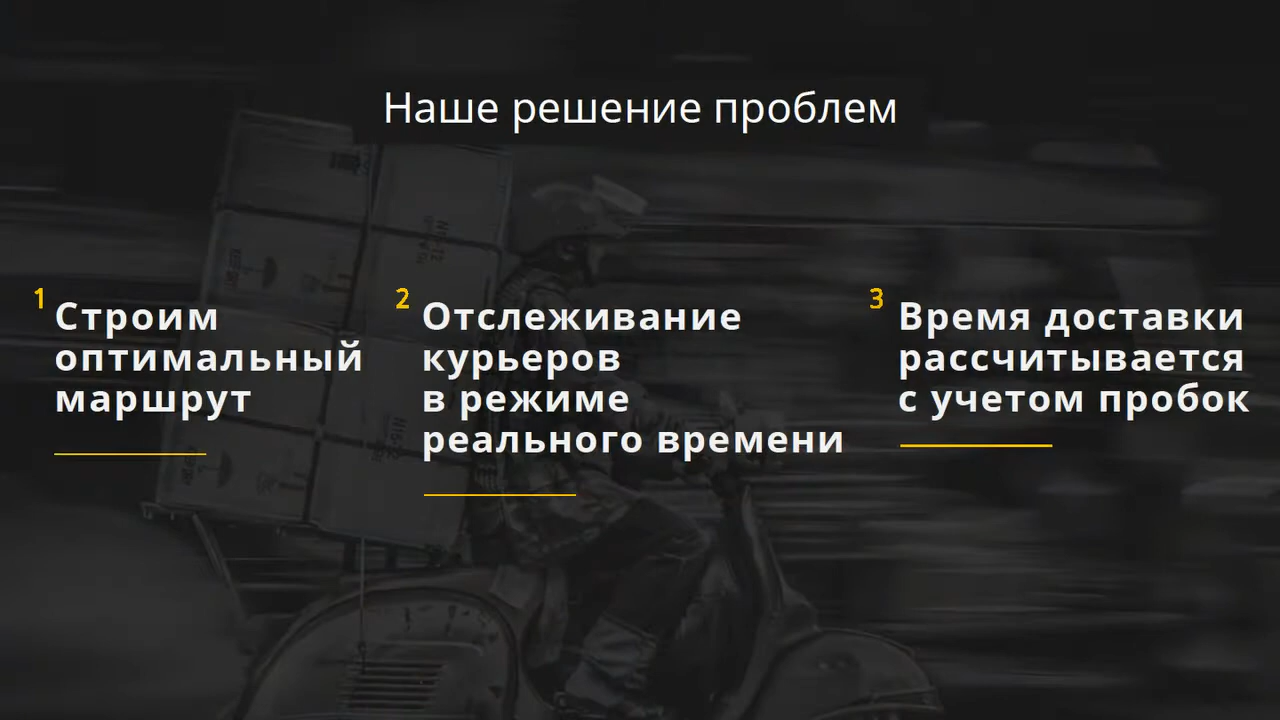 Наше решение проблем
1
Строим
оптимальный
маршрут
2
Отслеживание
курьеров
в режиме
реального времени
3
Время доставки
рассчитывается
с учетом пробок